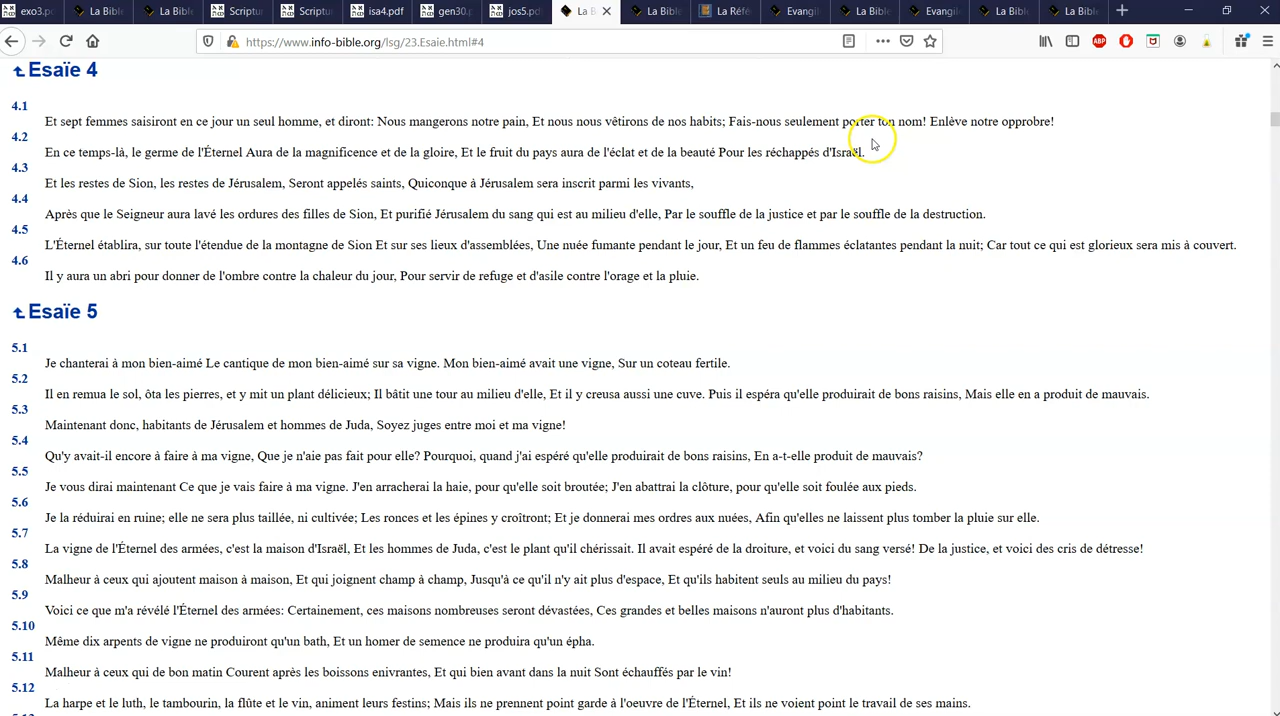 exo3.p
La Bibl
La Bibl
Scriptu
Scriptu
isa4.pdf
gen30.
jos5.pdf
La B
La Bibl
La Réfé
Evangi
La Bibl
Evangil
La Bibl
La Bibl
https://www.info-bible.org/lsg/23.Esaie.html#4
Esaïe 4
4.1
Et sept femmes saisiront en ce jour un seul homme, et diront: Nous mangerons notre pain, Et nous nous vêtirons de nos habits; Fais-nous seulement porter ton nom! Enlève notre opprobre!
4.2
En ce temps-là, le germe de l'Éternel Aura de la magnificence et de la gloire, Et le fruit du pays aura de l'éclat et de la beauté Pour les réchappés d'Israël.
4.3
Et les restes de Sion, les restes de Jérusalem, Seront appelés saints, Quiconque à Jérusalem sera inscrit parmi les vivants,
4.4
Après que le Seigneur aura lavé les ordures des filles de Sion, Et purifié Jérusalem du sang qui est au milieu d'elle, Par le souffle de la justice et par le souffle de la destruction.
4.5
L'Éternel établira, sur toute l'étendue de la montagne de Sion Et sur ses lieux d'assemblées, Une nuée fumante pendant le jour, Et un feu de flammes éclatantes pendant la nuit; Car tout ce qui est glorieux sera mis à couvert.
4.6
Il y aura un abri pour donner de l'ombre contre la chaleur du jour, Pour servir de refuge et d'asile contre l'orage et la pluie.
Esaïe 5
5.1
Je chanterai à mon bien-aimé Le cantique de mon bien-aimé sur sa vigne. Mon bien-aimé avait une vigne, Sur un coteau fertile.
5.2
Il en remua le sol, ôta les pierres, et y mit un plant délicieux; Il bâtit une tour au milieu d'elle, Et il y creusa aussi une cuve. Puis il espéra qu'elle produirait de bons raisins, Mais elle en a produit de mauvais.
5.3
Maintenant donc, habitants de Jérusalem et hommes de Juda, Soyez juges entre moi et ma vigne!
5.4
Qu'y avait-il encore à faire à ma vigne, Que je n'aie pas fait pour elle? Pourquoi, quand j'ai espéré qu'elle produirait de bons raisins, En a-t-elle produit de mauvais?
5.5
Je vous dirai maintenant Ce que je vais faire à ma vigne. J'en arracherai la haie, pour qu'elle soit broutée; J'en abattrai la clôture, pour qu'elle soit foulée aux pieds.
5.6
Je la réduirai en ruine; elle ne sera plus taillée, ni cultivée; Les ronces et les épines y croîtront; Et je donnerai mes ordres aux nuées, Afin qu'elles ne laissent plus tomber la pluie sur elle.
5.7
La vigne de l'Éternel des armées, c'est la maison d'Israël, Et les hommes de Juda, c'est le plant qu'il chérissait. Il avait espéré de la droiture, et voici du sang versé! De la justice, et voici des cris de détresse!
5.8
Malheur à ceux qui ajoutent maison à maison, Et qui joignent champ à champ, Jusqu'à ce qu'il n'y ait plus d'espace, Et qu'ils habitent seuls au milieu du pays!
5.9
Voici ce que m'a révélé l'Éternel des armées: Certainement, ces maisons nombreuses seront dévastées, Ces grandes et belles maisons n'auront plus d'habitants.
5.10
Même dix arpents de vigne ne produiront qu'un bath, Et un homer de semence ne produira qu'un épha.
5.11
Malheur à ceux qui de bon matin Courent après les boissons enivrantes, Et qui bien avant dans la nuit Sont échauffés par le vin!
5.12
La harpe et le luth, le tambourin, la flûte et le vin, animent leurs festins; Mais ils ne prennent point garde à l'oeuvre de l'Éternel, Et ils ne voient point le travail de ses mains.